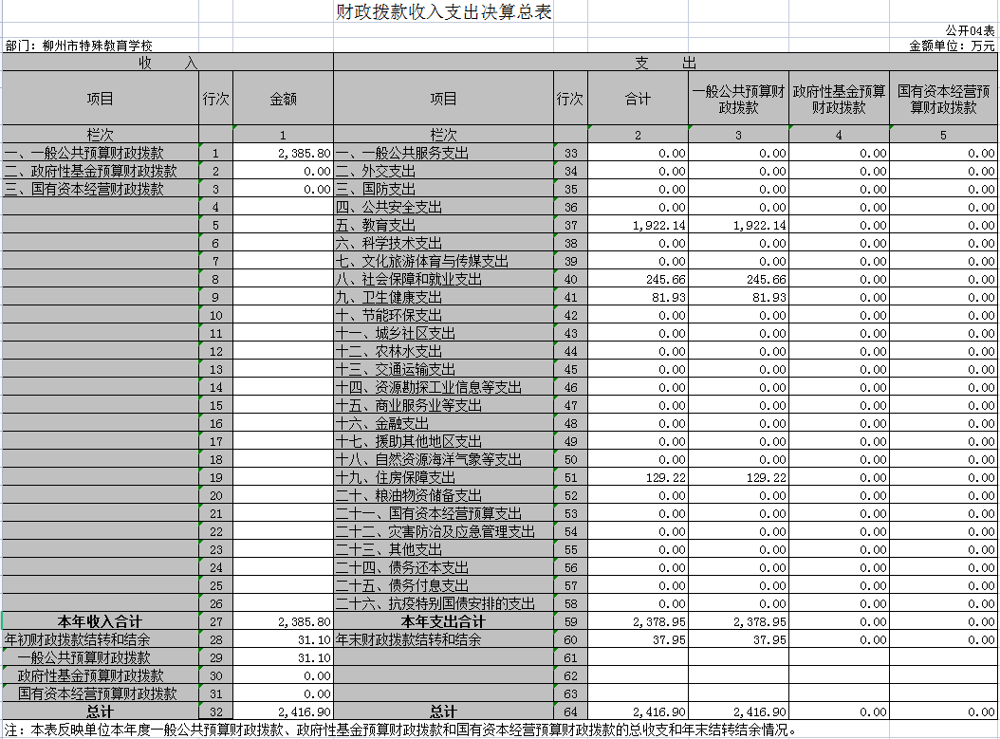 财政拨款收入支出决算总表
公开04表
部门：柳州市特殊教育学校 金额单位：万元
收 入 支 出
项目 行次 金额 项目 行次 合计 一般公共预算财政拨款 政府性基金预算财政拨款 国有资本经营预算财政拨款
栏次 1 栏次 2 3 4 5
一、一般公共预算财政拨款 1 2,385.80 一、一般公共服务支出 33 0.00 0.00 0.00 0.00
二、政府性基金预算财政拨款 2 0.00 二、外交支出 34 0.00 0.00 0.00 0.00
三、国有资本经营财政拨款 3 0.00 三、国防支出 35 0.00 0.00 0.00 0.00
4 四、公共安全支出 36 0.00 0.00 0.00 0.00
5 五、教育支出 37 1,922.14 1,922.14 0.00 0.00
6 六、科学技术支出 38 0.00 0.00 0.00 0.00
7 七、文化旅游体育与传媒支出 39 0.00 0.00 0.00 0.00
8 八、社会保障和就业支出 40 245.66 245.66 0.00 0.00
9 九、卫生健康支出 41 81.93 81.93 0.00 0.00
10 十、节能环保支出 42 0.00 0.00 0.00 0.00
11 十一、城乡社区支出 43 0.00 0.00 0.00 0.00
12 十二、农林水支出 44 0.00 0.00 0.00 0.00
13 十三、交通运输支出 45 0.00 0.00 0.00 0.00
14 十四、资源勘探工业信息等支出 46 0.00 0.00 0.00 0.00
15 十五、商业服务业等支出 47 0.00 0.00 0.00 0.00
16 十六、金融支出 48 0.00 0.00 0.00 0.00
17 十七、援助其他地区支出 49 0.00 0.00 0.00 0.00
18 十八、自然资源海洋气象等支出 50 0.00 0.00 0.00 0.00
19 十九、住房保障支出 51 129.22 129.22 0.00 0.00
20 二十、粮油物资储备支出 52 0.00 0.00 0.00 0.00
21 二十一、国有资本经营预算支出 53 0.00 0.00 0.00 0.00
22 二十二、灾害防治及应急管理支出 54 0.00 0.00 0.00 0.00
23 二十三、其他支出 55 0.00 0.00 0.00 0.00
24 二十四、债务还本支出 56 0.00 0.00 0.00 0.00
25 二十五、债务付息支出 57 0.00 0.00 0.00 0.00
26 二十六、抗疫特别国债安排的支出 58 0.00 0.00 0.00 0.00
本年收入合计 27 2,385.80 本年支出合计 59 2,378.95 2,378.95 0.00 0.00
年初财政拨款结转和结余 28 31.10 年末财政拨款结转和结余 60 37.95 37.95 0.00 0.00
一般公共预算财政拨款 29 31.10 61
政府性基金预算财政拨款 30 0.00 62
国有资本经营预算财政拨款 31 0.00 63
总计 32 2,416.90 总计 64 2,416.90 2,416.90 0.00 0.00
注：本表反映单位本年度一般公共预算财政拨款、政府性基金预算财政拨款和国有资本经营预算财政拨款的总收支和年末结转结余情况。